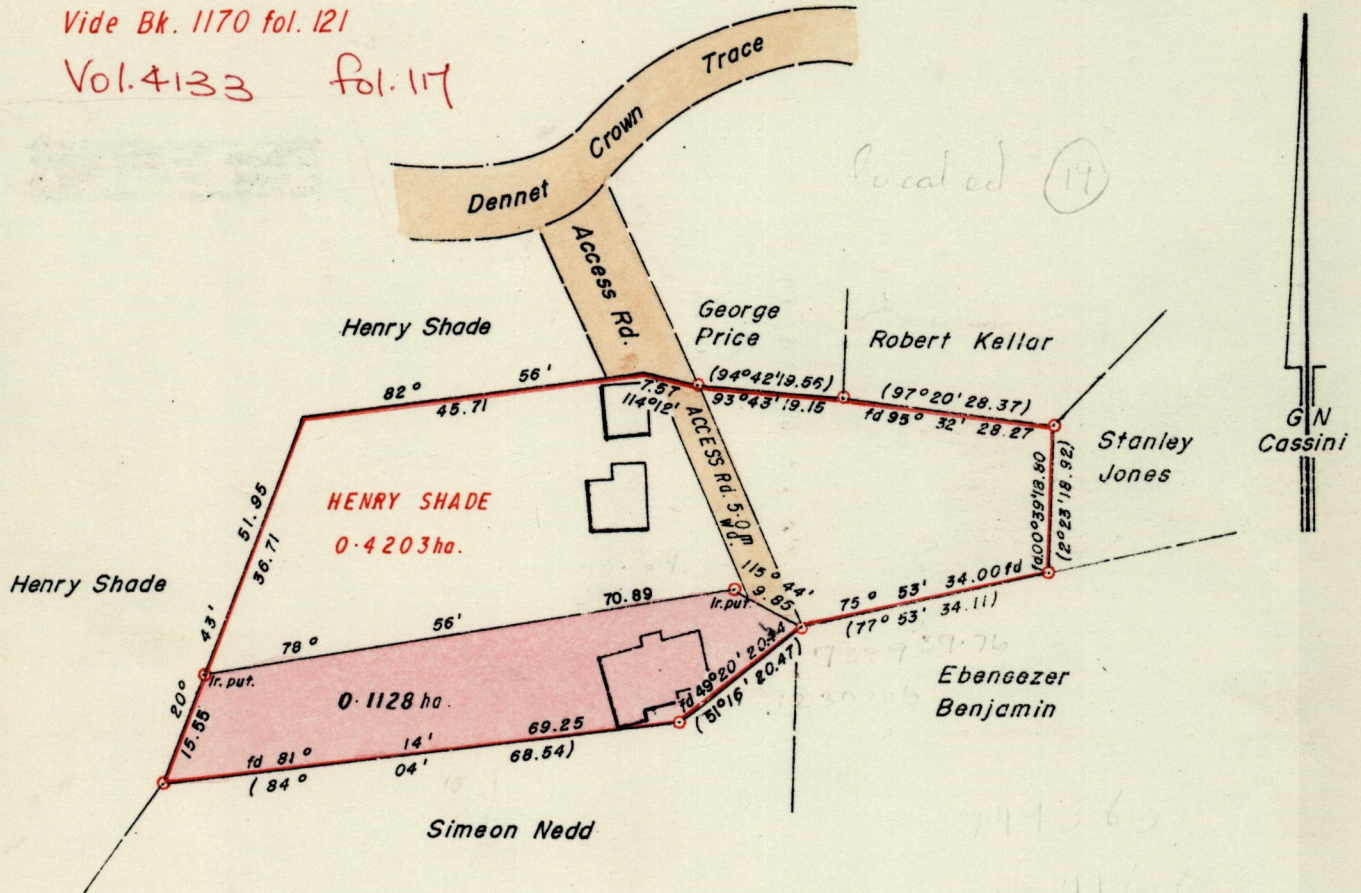 Vide Bk. 1170 fol. 121
Vol. 4133 fol. 117
Dennet Crown Trace
Access Rd.
located 17
Henry Shade
George
Price
Robert Kellar
82° 56'
45.71
7.57
114°12'
(94°42' 19.56)
93°43' 19.15
(97°20' 28.37)
fd 95° 32' 28.27
Stanley
Jones
G N
Cassini
ACCESS Rd. 5.0m
wd.
fd.00°39' 18.80
(2°23' 18.92)
51.95
36.71
HENRY SHADE
0.4203 ha.
Henry Shade
20° 43'
15.55
Ir. put.
78° 56' 70.89
Ir. put.
115° 44'
9.85
75° 53' 34.00 fd
(77° 53' 34.11)
0.1128 ha.
fd 49°20' 20.44
(51°16' 20.47)
Ebenezer
Benjamin
fd 81° 14' 69.25
(84° 04' 68.54)
Simeon Nedd